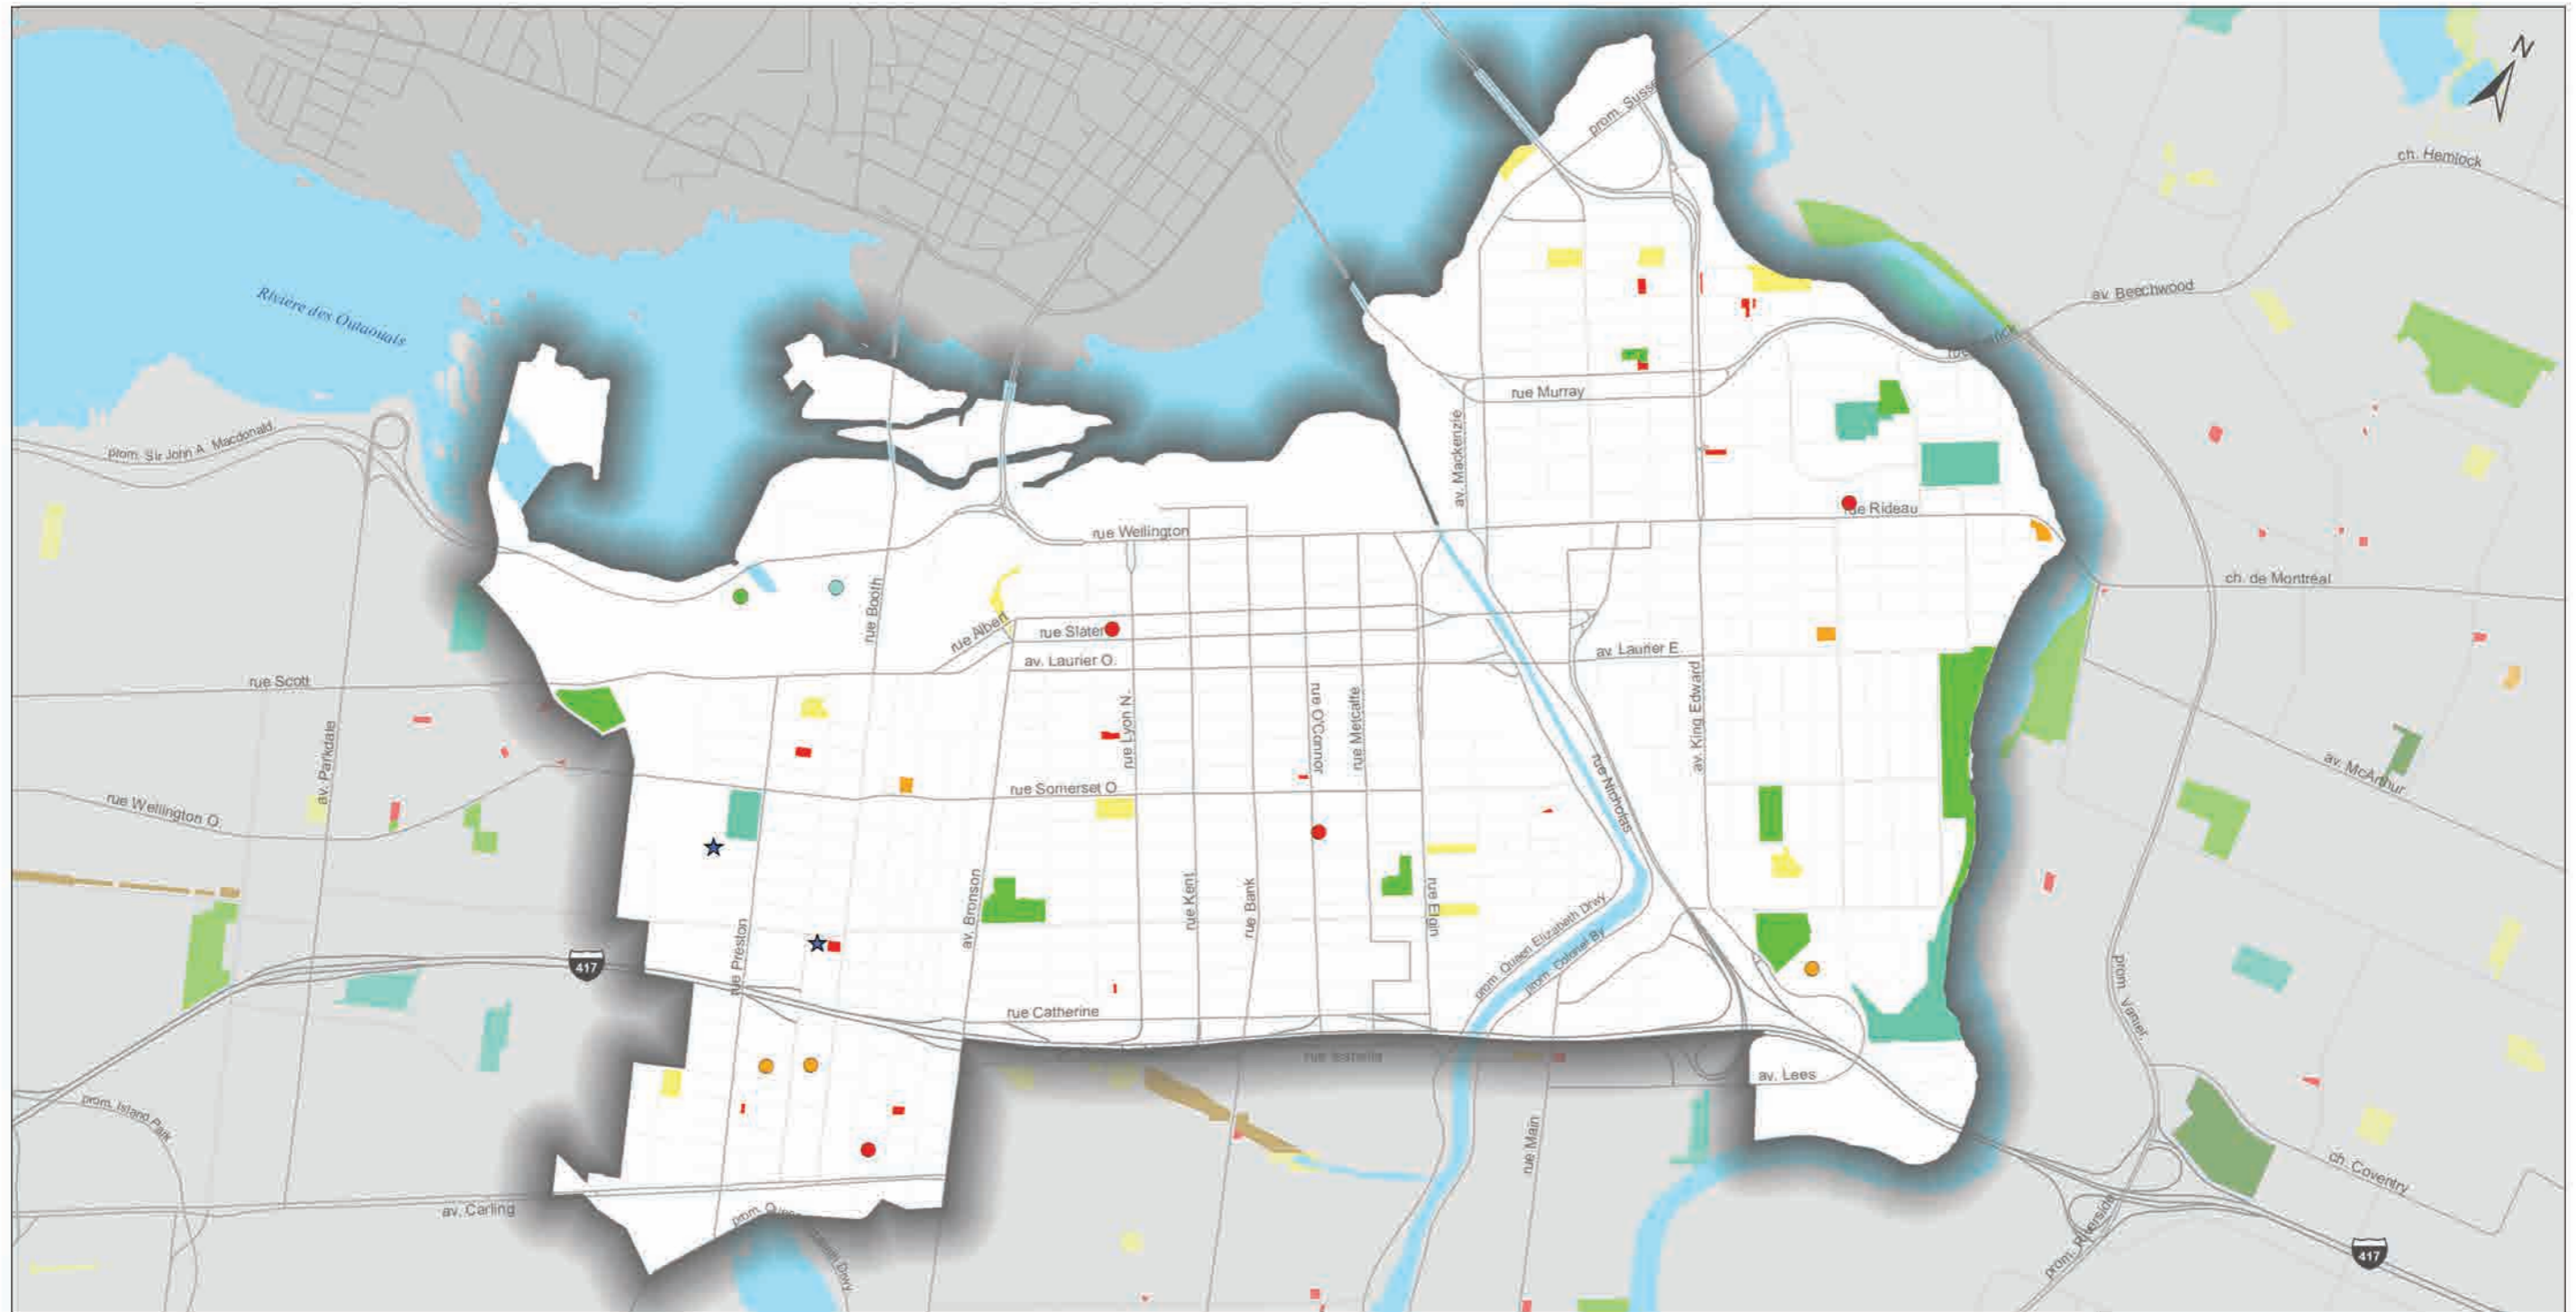 N
prom. Susse
ch. Hemlock
av. Beechwood
Rivière des Outaouais
rue Murray
prom. Sir John A. Macdonald
av. Mackenzie
rue Rideau
rue Wellington
ch. de Montréal
rue Booth
rue Albert
rue Slater
av. Laurier O.
av. Laurier E.
rue Scott
av. Parkdale
rue Lyon N.
rue O'Connor
rue Metcalfe
av. King Edward
rue Nicholas
av. McArthur
rue Wellington O.
rue Somerset O
av. Bronson
rue Kent
rue Bank
rue Elgin
rue Preston
prom. Queen Elizabeth Drwy
prom. Colonel By
417
prom. Vanier
rue Catherine
rue Isabella
av. Lees
prom. Island Park
rue Main
ch. Coventry
av. Carling
prom. Riverside
417